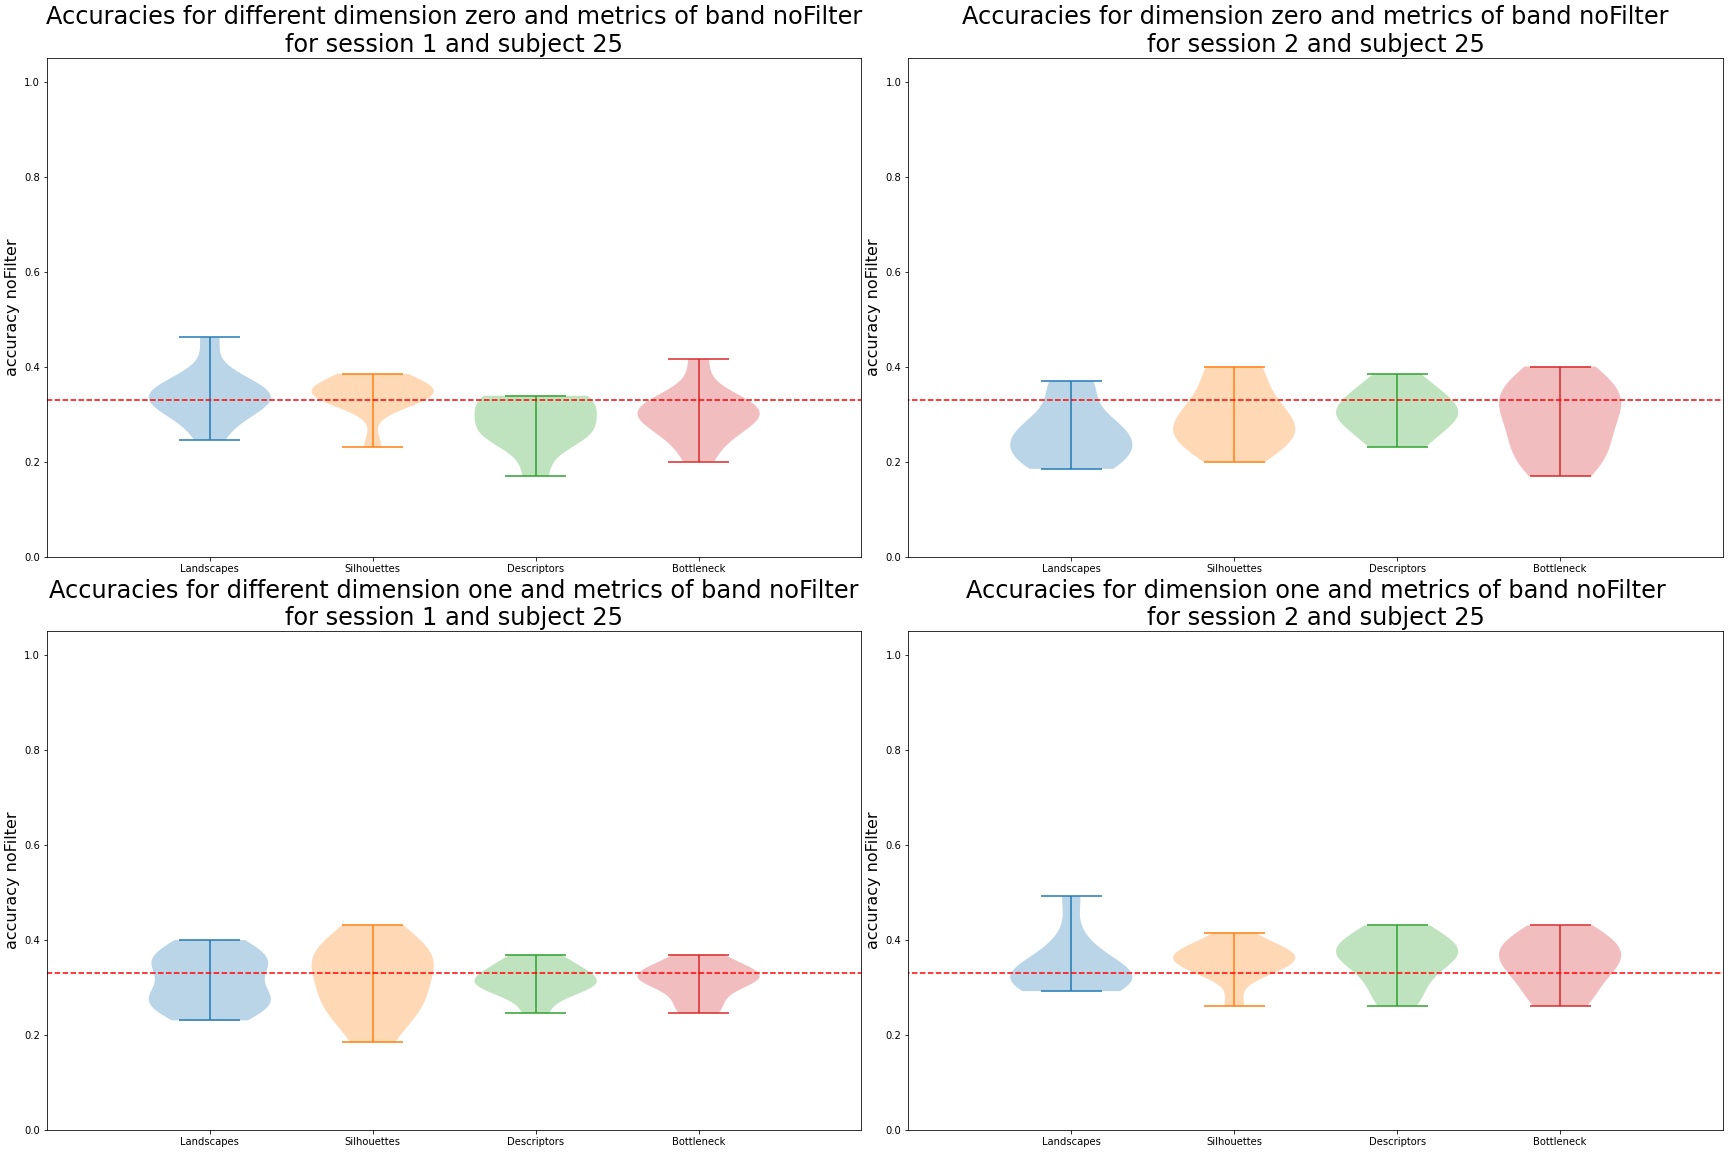 Accuracies for different dimension zero and metrics of band noFilter
for session 1 and subject 25
accuracy noFilter
1.0
0.8
0.6
0.4
0.2
0.0
Landscapes Silhouettes Descriptors Bottleneck
Accuracies for dimension zero and metrics of band noFilter
for session 2 and subject 25
accuracy noFilter
1.0
0.8
0.6
0.4
0.2
0.0
Landscapes Silhouettes Descriptors Bottleneck
Accuracies for different dimension one and metrics of band noFilter
for session 1 and subject 25
accuracy noFilter
1.0
0.8
0.6
0.4
0.2
0.0
Landscapes Silhouettes Descriptors Bottleneck
Accuracies for dimension one and metrics of band noFilter
for session 2 and subject 25
accuracy noFilter
1.0
0.8
0.6
0.4
0.2
0.0
Landscapes Silhouettes Descriptors Bottleneck